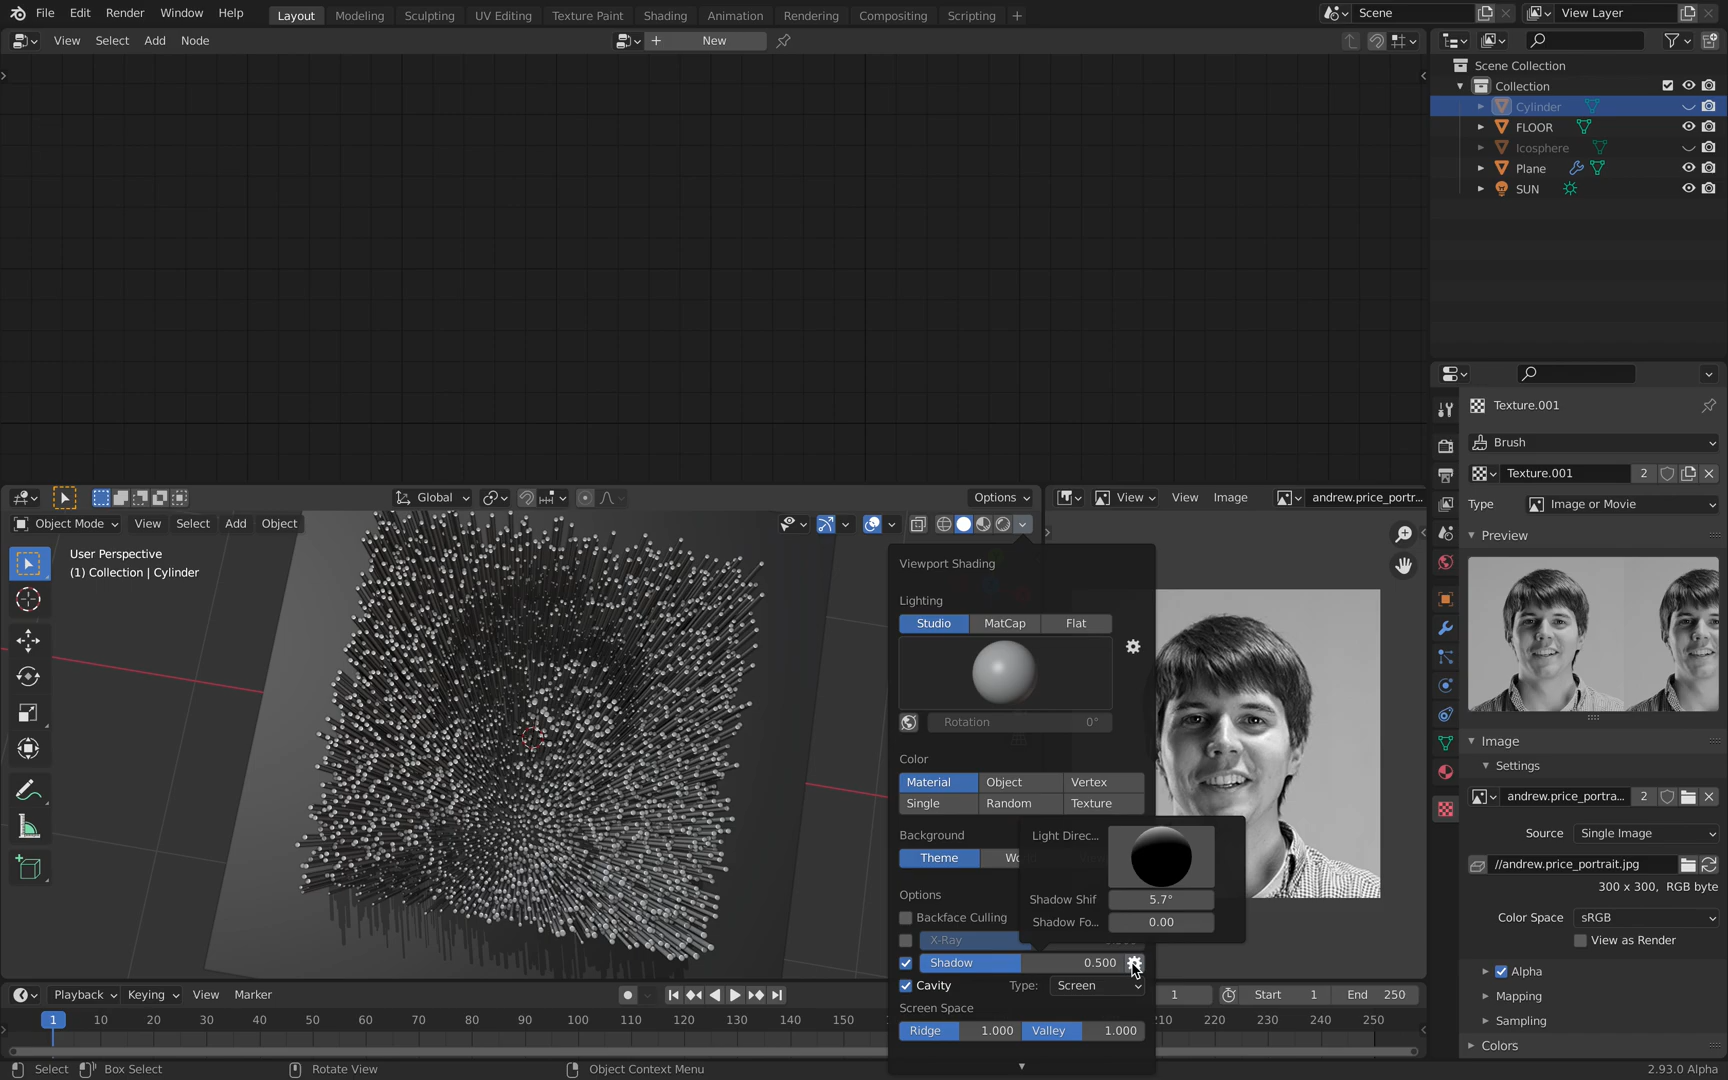 File Edit Render Window Help Layout Modeling Sculpting UV Editing Texture Paint Shading Animation Rendering Compositing Scripting + Scene View Layer
View Select Add Node + New
Scene Collection
Collection
Cylinder
FLOOR
Icosphere
Plane
SUN
Global Options View View Image andrew.price_portr...
Object Mode View Select Add Object
User Perspective
(1) Collection | Cylinder
Viewport Shading
Lighting
Studio MatCap Flat
Rotation 0°
Color
Material Object Vertex
Single Random Texture
Background
Theme
Light Direc...
Shadow Shif 5.7°
Shadow Fo... 0.00
Options
Backface Culling
X-Ray
Shadow 0.500
Cavity Type: Screen
Screen Space
Ridge 1.000 Valley 1.000
Texture.001
Brush
Texture.001 2
Type Image or Movie
Preview
Image
Settings
andrew.price_portra... 2
Source Single Image
//andrew.price_portrait.jpg
300 x 300, RGB byte
Color Space sRGB
View as Render
Alpha
Mapping
Sampling
Colors
Playback Keying View Marker 1 Start 1 End 250
1 10 20 30 40 50 60 70 80 90 100 110 120 130 140 150 210 220 230 240 250
Select Box Select Rotate View Object Context Menu 2.93.0 Alpha